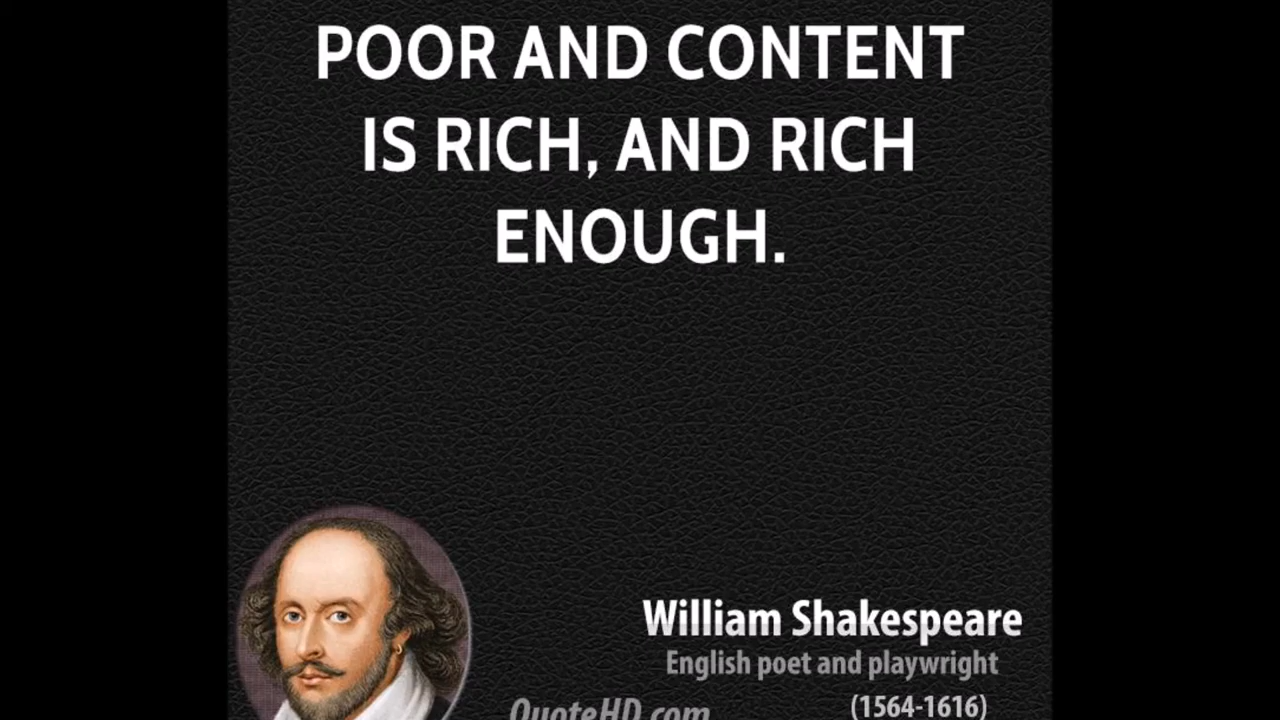 POOR AND CONTENT
IS RICH, AND RICH
ENOUGH.
William Shakespeare
English poet and playwright
(1564-1616)
QuoteHD.com